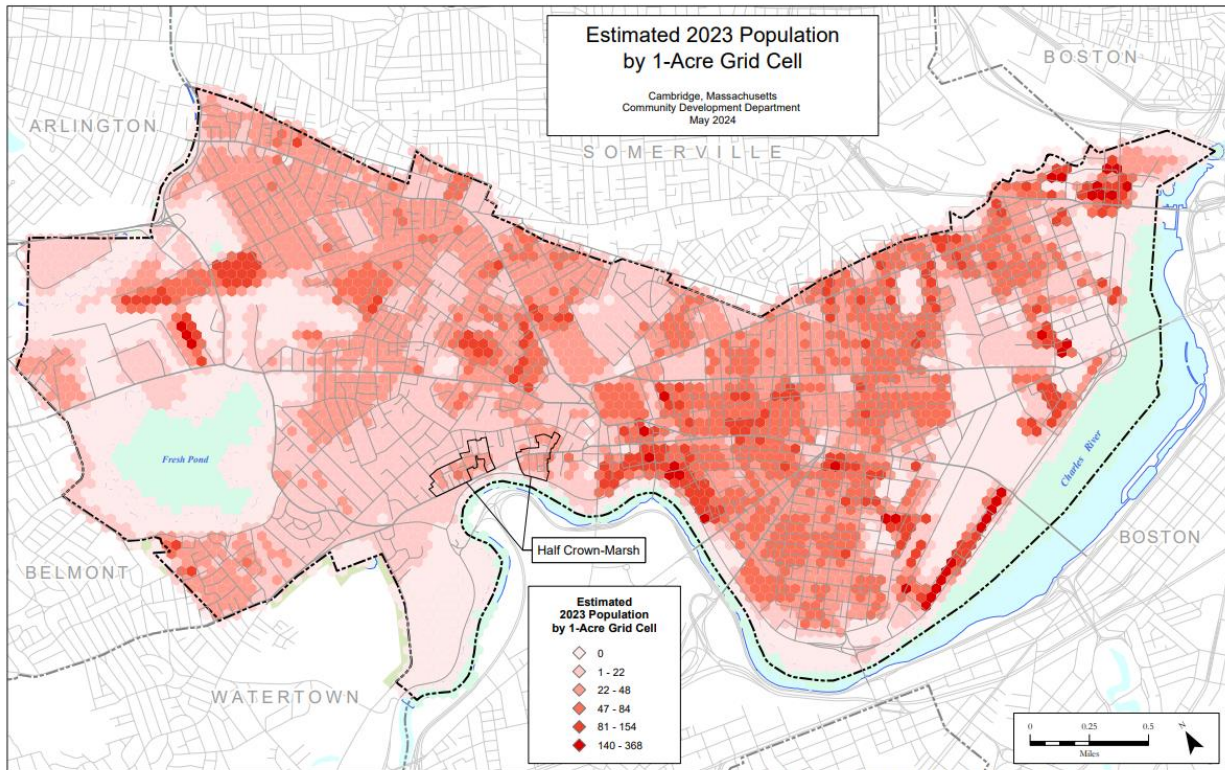 Estimated 2023 Population
by 1-Acre Grid Cell
Cambridge, Massachusetts
Community Development Department
May 2024
BOSTON
ARLINGTON
SOMERVILLE
Fresh Pond
Charles River
Half Crown-Marsh
BOSTON
BELMONT
WATERTOWN
Estimated
2023 Population
by 1-Acre Grid Cell
0
1 - 22
22 - 48
47 - 84
81 - 154
140 - 368
0 0.25 0.5
Miles
N